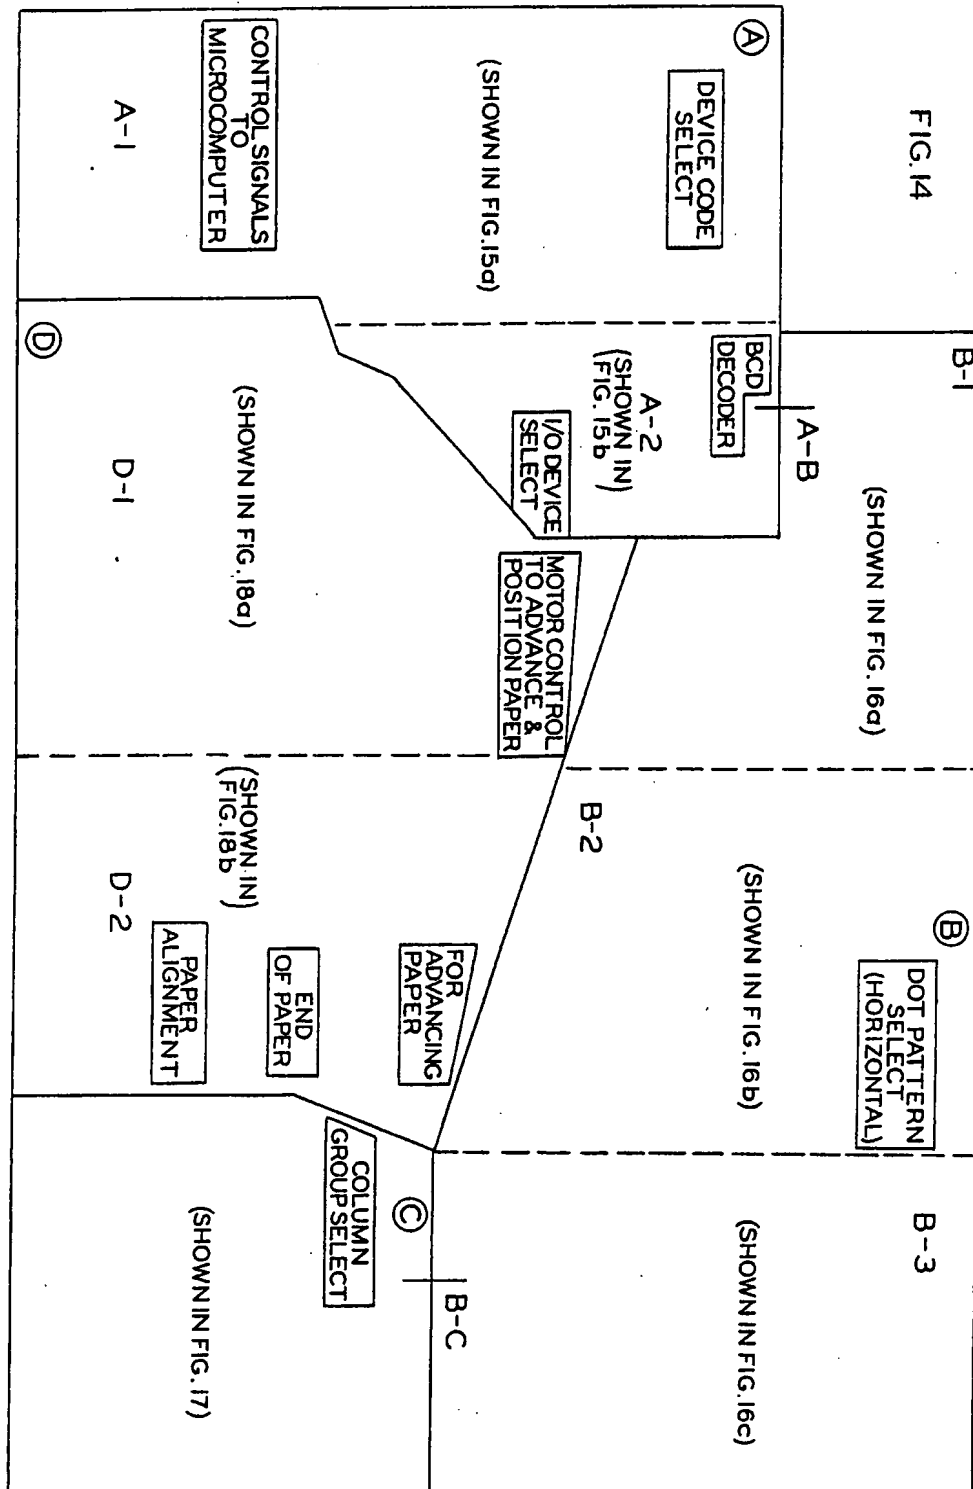 FIG. 14
A
DEVICE CODE
SELECT
(SHOWN IN FIG.15a)
CONTROL SIGNALS
TO
MICROCOMPUTER
A-1
B-1
A-B
BCD
DECODER
A-2
(SHOWN IN)
(FIG. 15b)
I/O DEVICE
SELECT
(SHOWN IN FIG. 16a)
MOTOR CONTROL
TO ADVANCE &
POSITION PAPER
D
(SHOWN IN FIG.18a)
D-1
B-2
B
(SHOWN IN FIG.16b)
DOT PATTERN
SELECT
(HORIZONTAL)
(SHOWN IN)
(FIG.18b)
D-2
FOR
ADVANCING
PAPER
END
OF PAPER
PAPER
ALIGNMENT
B-3
(SHOWN IN FIG.16c)
C
B-C
COLUMN
GROUP SELECT
(SHOWN IN FIG. 17)